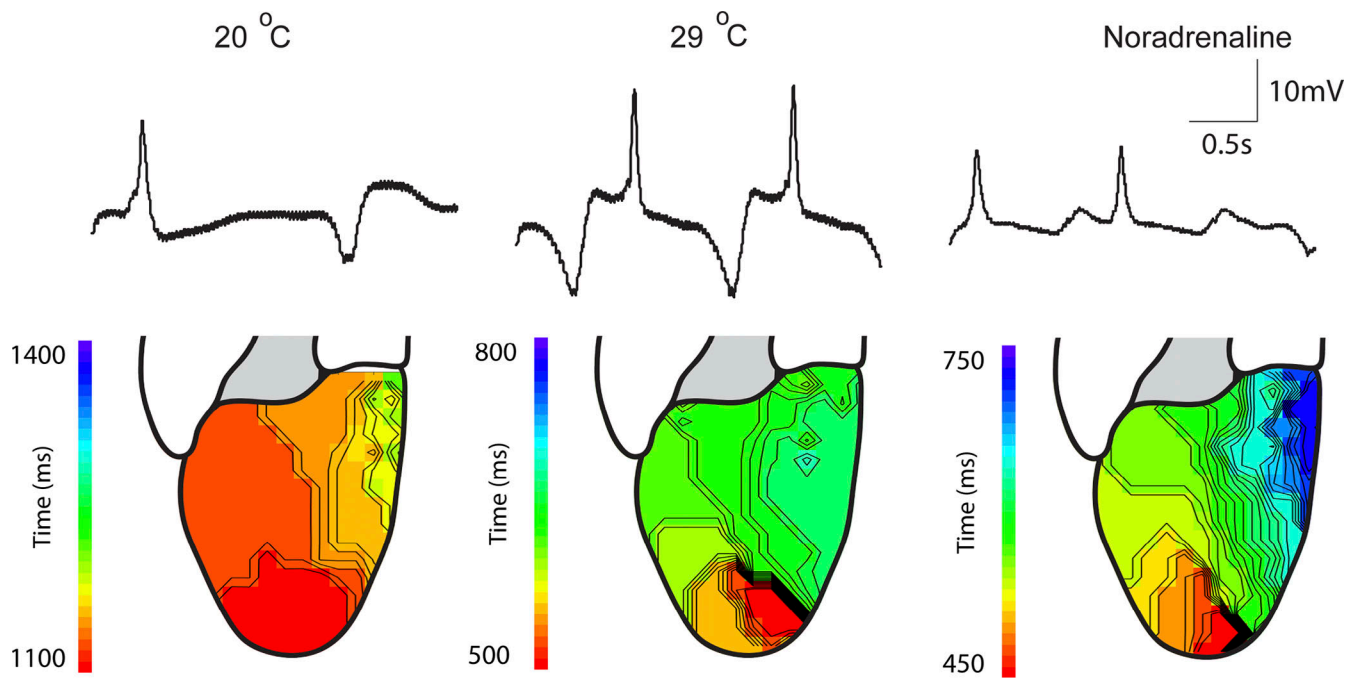 20 °C
29 °C
Noradrenaline
10mV
0.5s
1400
Time (ms)
1100
800
Time (ms)
500
750
Time (ms)
450